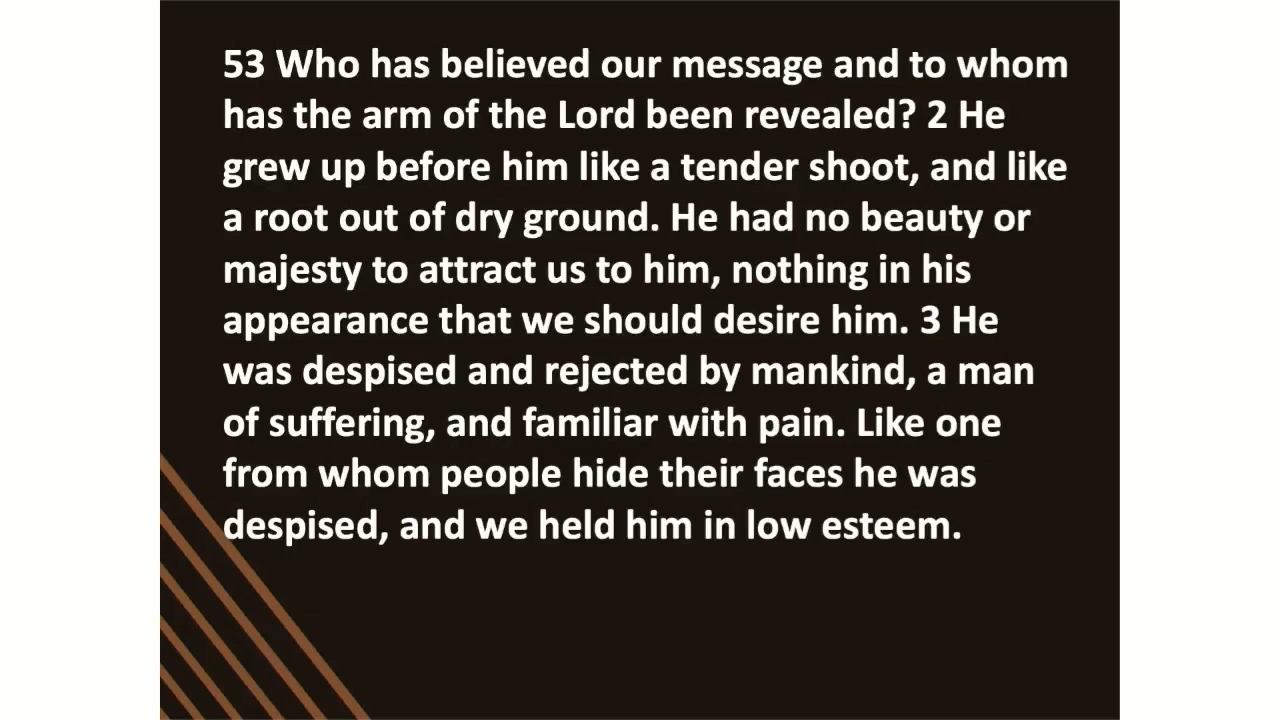 53 Who has believed our message and to whom
has the arm of the Lord been revealed? 2 He
grew up before him like a tender shoot, and like
a root out of dry ground. He had no beauty or
majesty to attract us to him, nothing in his
appearance that we should desire him. 3 He
was despised and rejected by mankind, a man
of suffering, and familiar with pain. Like one
from whom people hide their faces he was
despised, and we held him in low esteem.